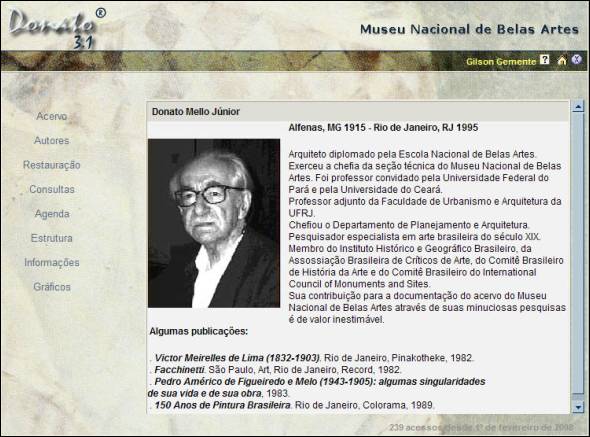 Donato ®
3.1
Museu Nacional de Belas Artes
Gilson Gemente ? X
Acervo
Autores
Restauração
Consultas
Agenda
Estrutura
Informações
Gráficos
Donato Mello Júnior
Alfenas, MG 1915 - Rio de Janeiro, RJ 1995
Arquiteto diplomado pela Escola Nacional de Belas Artes.
Exerceu a chefia da seção técnica do Museu Nacional de Belas
Artes. Foi professor convidado pela Universidade Federal do
Pará e pela Universidade do Ceará.
Professor adjunto da Faculdade de Urbanismo e Arquitetura da
UFRJ.
Chefiou o Departamento de Planejamento e Arquitetura.
Pesquisador especialista em arte brasileira do século XIX.
Membro do Instituto Histórico e Geográfico Brasileiro, da
Assossiação Brasileira de Críticos de Arte, do Comitê Brasileiro
de História da Arte e do Comitê Brasileiro do International
Council of Monuments and Sites.
Sua contribuição para a documentação do acervo do Museu
Nacional de Belas Artes através de suas minuciosas pesquisas
é de valor inestimável.
Algumas publicações:
. Victor Meirelles de Lima (1832-1903). Rio de Janeiro, Pinakotheke, 1982.
. Facchinetti. São Paulo, Art, Rio de Janeiro, Record, 1982.
. Pedro Américo de Figueiredo e Melo (1943-1905): algumas singularidades
de sua vida e de sua obra, 1983.
. 150 Anos de Pintura Brasileira. Rio de Janeiro, Colorama, 1989.
239 acessos desde 1º de fevereiro de 2008